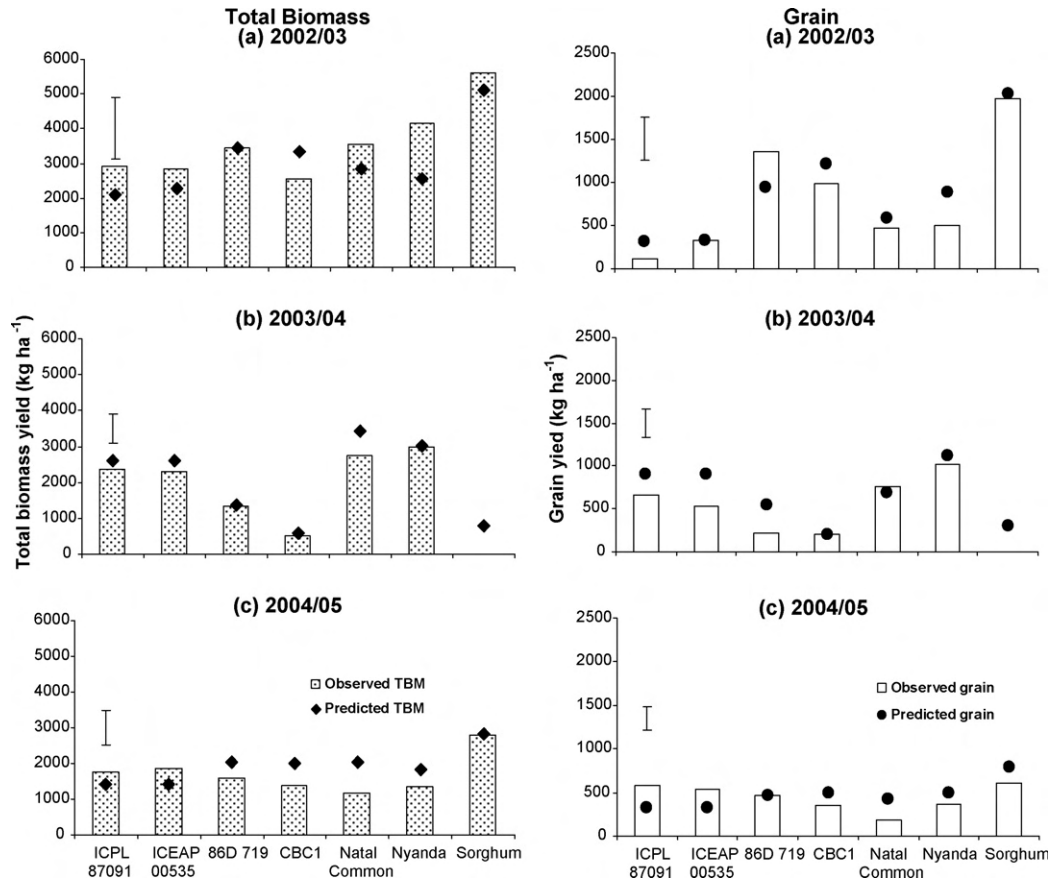 Total Biomass
(a) 2002/03
6000
5000
4000
3000
2000
1000
0
Grain
(a) 2002/03
2500
2000
1500
1000
500
0
Total biomass yield (kg ha⁻¹)
(b) 2003/04
6000
5000
4000
3000
2000
1000
0
Grain yied (kg ha⁻¹)
(b) 2003/04
2500
2000
1500
1000
500
0
(c) 2004/05
6000
5000
4000
3000
2000
1000
0
Observed TBM
Predicted TBM
ICPL 87091
ICEAP 00535
86D 719
CBC1
Natal Common
Nyanda
Sorghum
(c) 2004/05
2500
2000
1500
1000
500
0
Observed grain
Predicted grain
ICPL 87091
ICEAP 00535
86D 719
CBC1
Natal Common
Nyanda
Sorghum